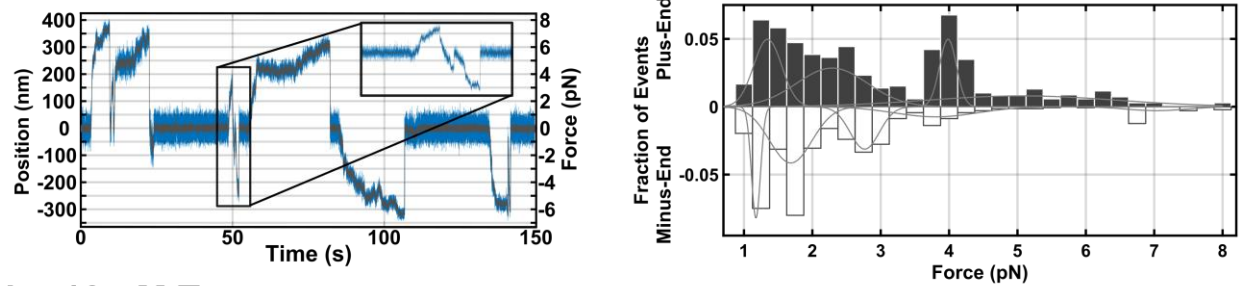 400
300
200
100
0
-100
-200
-300
Position (nm)
8
6
4
2
0
-2
-4
-6
Force (pN)
0 50 100 150
Time (s)
Plus-End
Fraction of Events
Minus-End
0.05
0
-0.05
1 2 3 4 5 6 7 8
Force (pN)